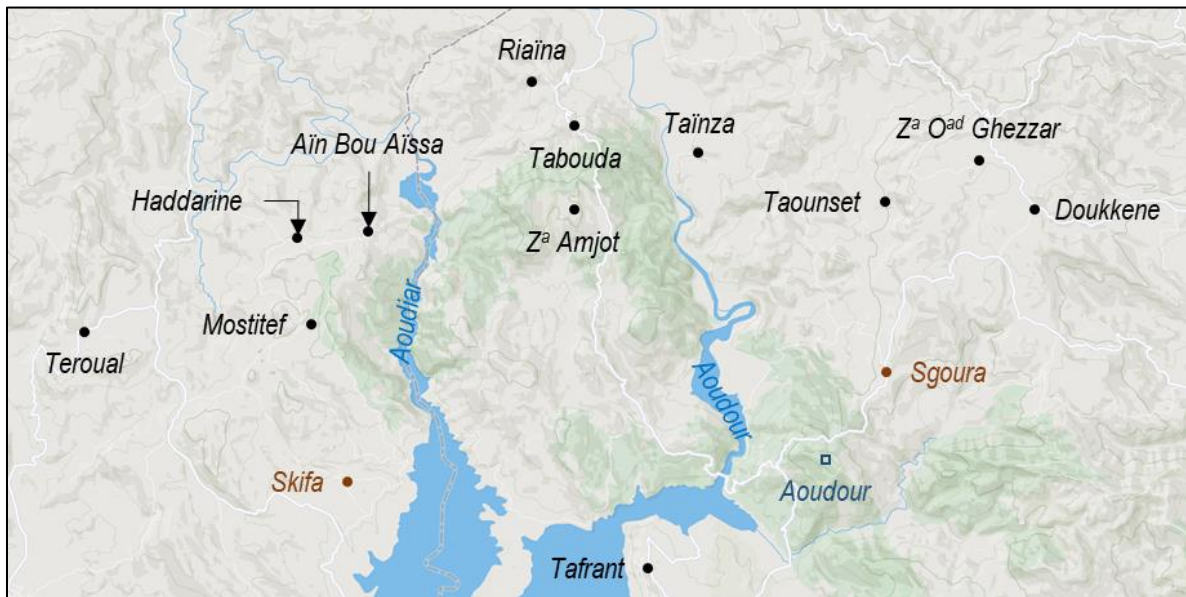 Riaïna
Aïn Bou Aïssa
Tabouda
Taïnza
Zᵃ Oᵃᵈ Ghezzar
Haddarine
Taounset
Doukkene
Zᵃ Amjot
Aoudiar
Mostitef
Teroual
Aoudour
Sgoura
Skifa
Aoudour
Tafrant